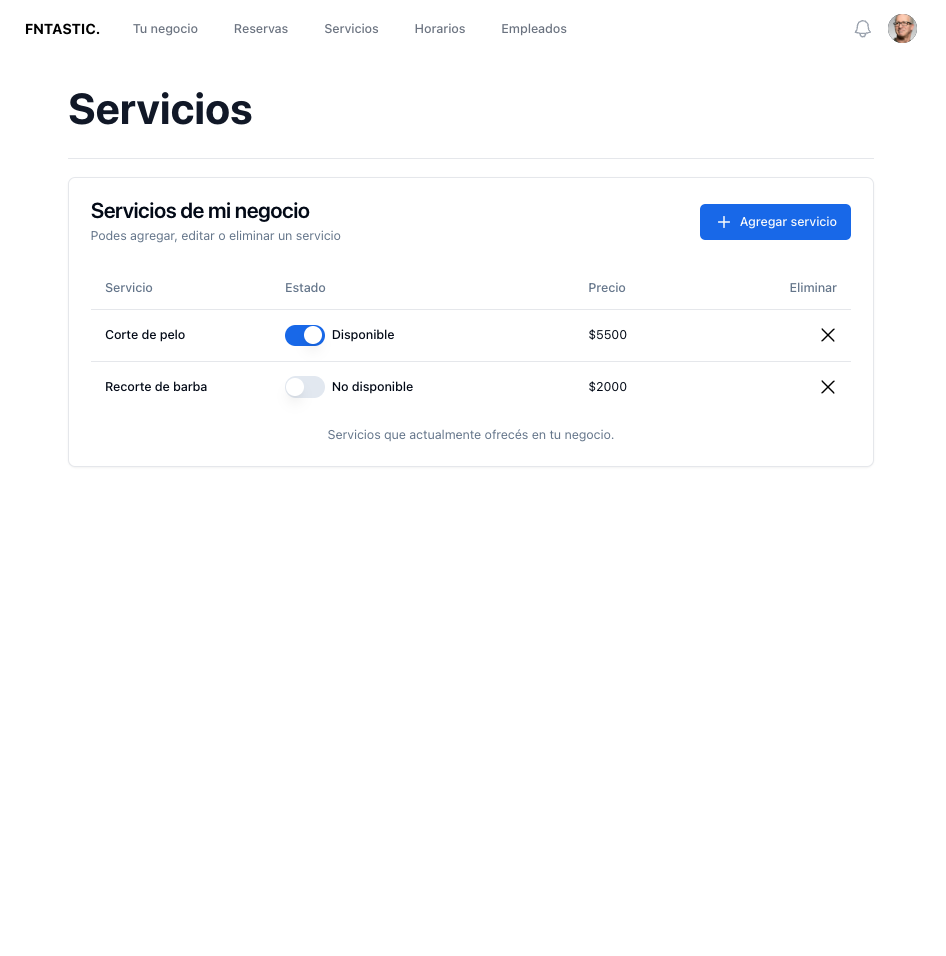 FNTASTIC. Tu negocio Reservas Servicios Horarios Empleados
Servicios
Servicios de mi negocio
Podes agregar, editar o eliminar un servicio
Agregar servicio
Servicio Estado Precio Eliminar
Corte de pelo Disponible $5500
Recorte de barba No disponible $2000
Servicios que actualmente ofrecés en tu negocio.